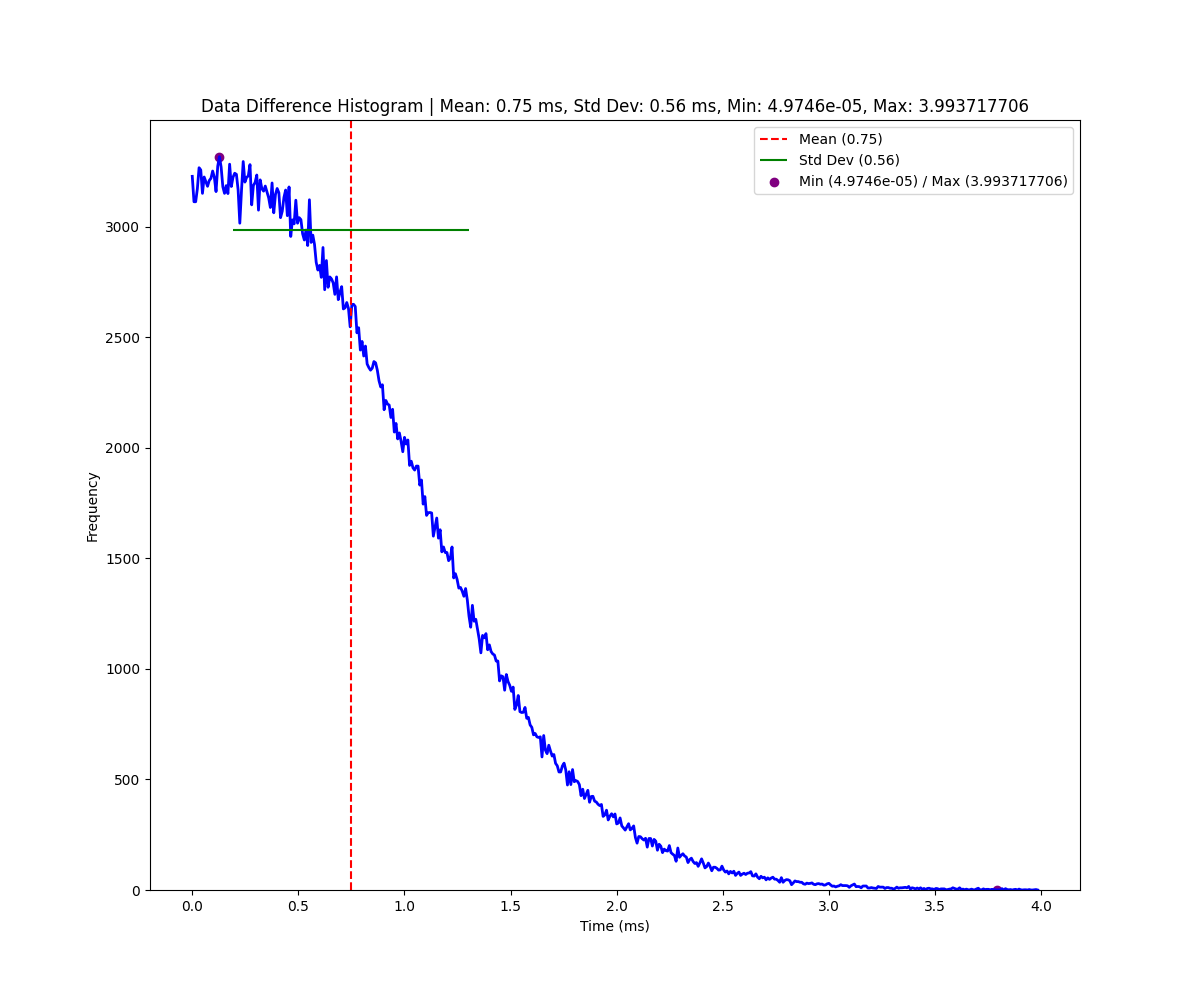 Data Difference Histogram | Mean: 0.75 ms, Std Dev: 0.56 ms, Min: 4.9746e-05, Max: 3.993717706
Mean (0.75)
Std Dev (0.56)
Min (4.9746e-05) / Max (3.993717706)
Frequency
3000
2500
2000
1500
1000
500
0
0.0 0.5 1.0 1.5 2.0 2.5 3.0 3.5 4.0
Time (ms)